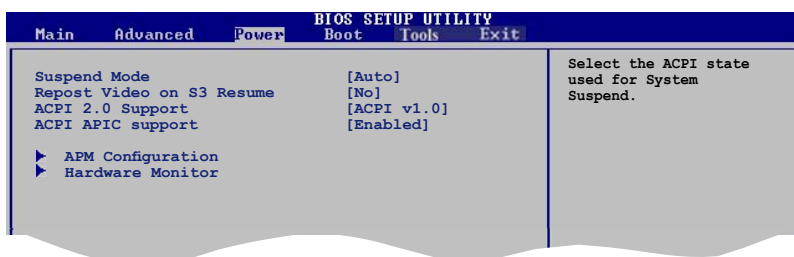 BIOS SETUP UTILITY
Main Advanced Power Boot Tools Exit
Suspend Mode [Auto]
Repost Video on S3 Resume [No]
ACPI 2.0 Support [ACPI v1.0]
ACPI APIC support [Enabled]
APM Configuration
Hardware Monitor
Select the ACPI state
used for System
Suspend.